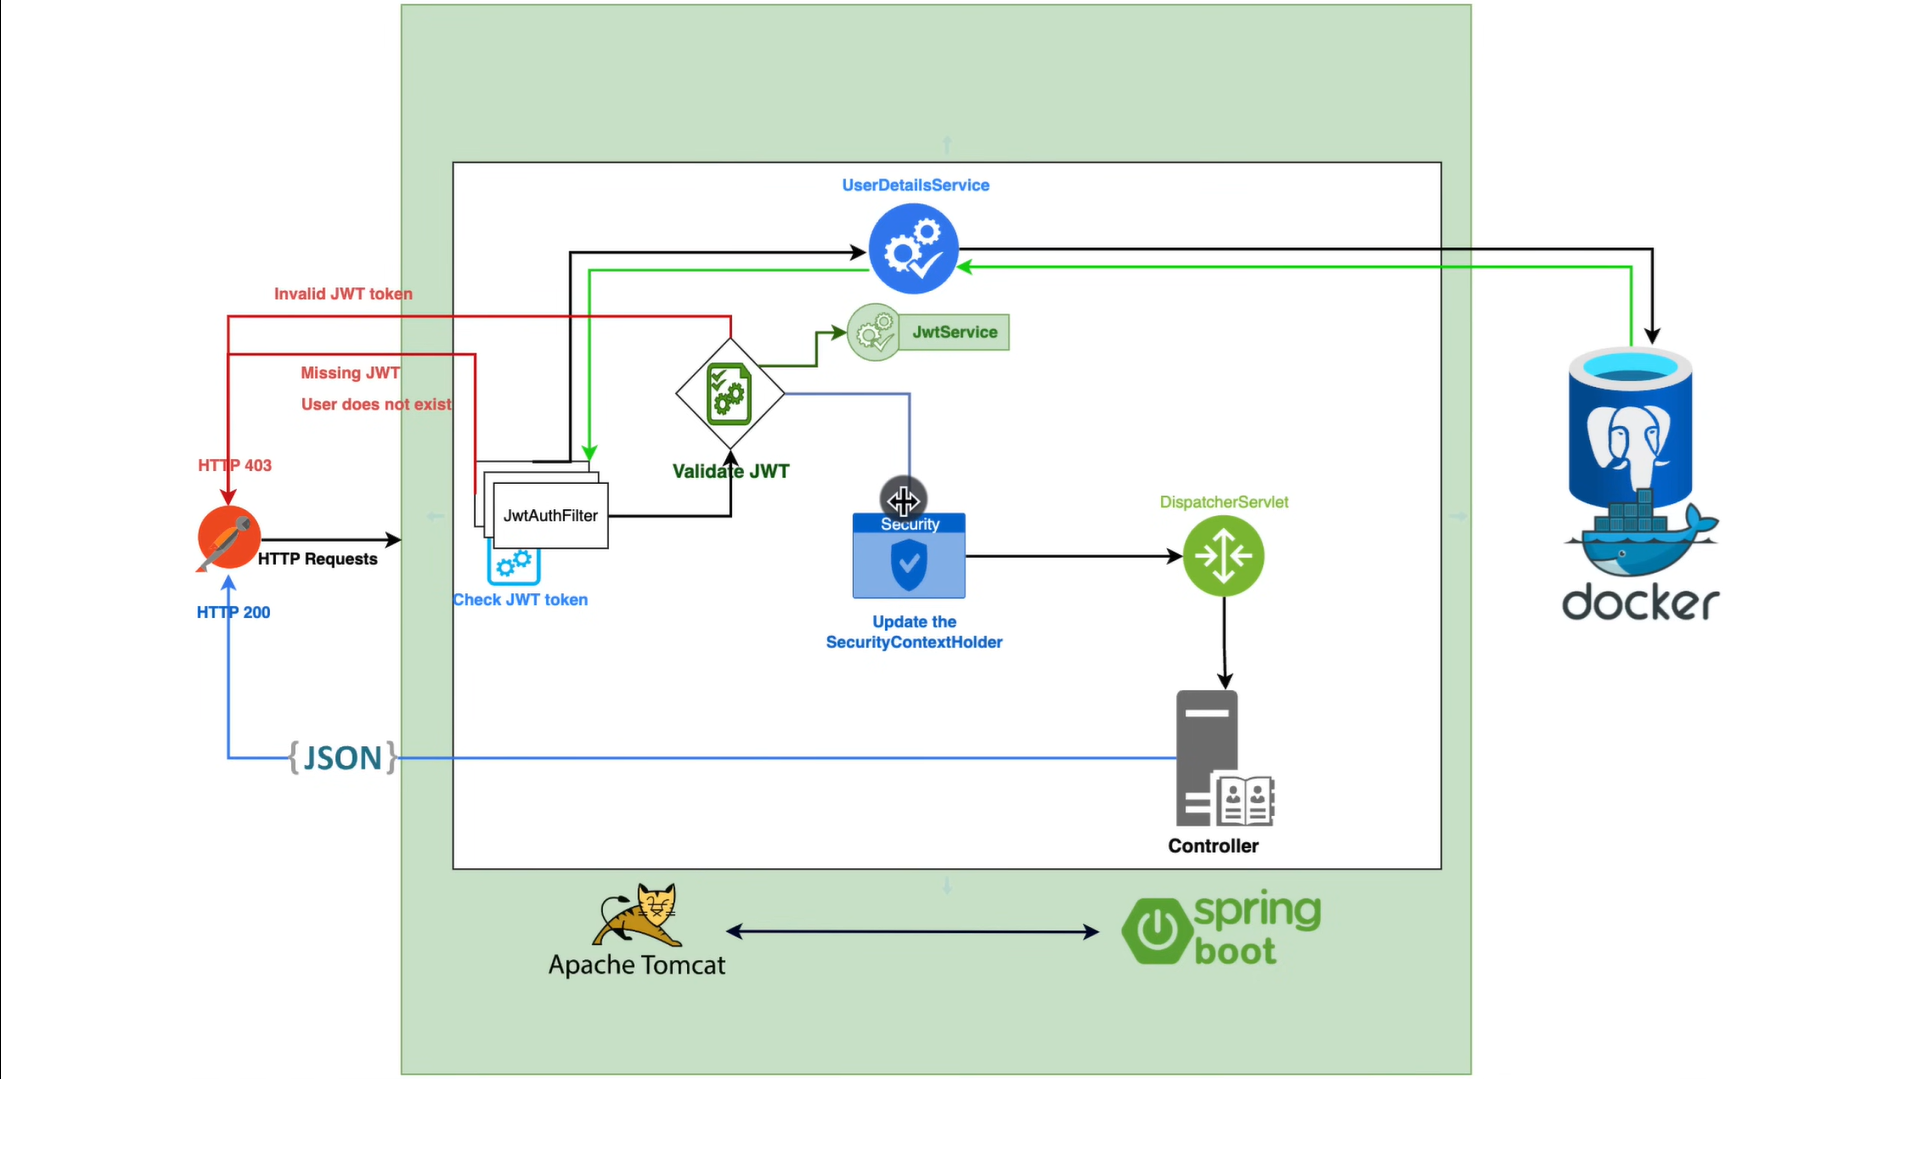 UserDetailsService
Invalid JWT token
JwtService
Missing JWT
User does not exist
HTTP 403
Validate JWT
DispatcherServlet
JwtAuthFilter
Security
HTTP Requests
Check JWT token
HTTP 200
Update the
SecurityContextHolder
docker
{JSON}
Controller
spring
boot
Apache Tomcat